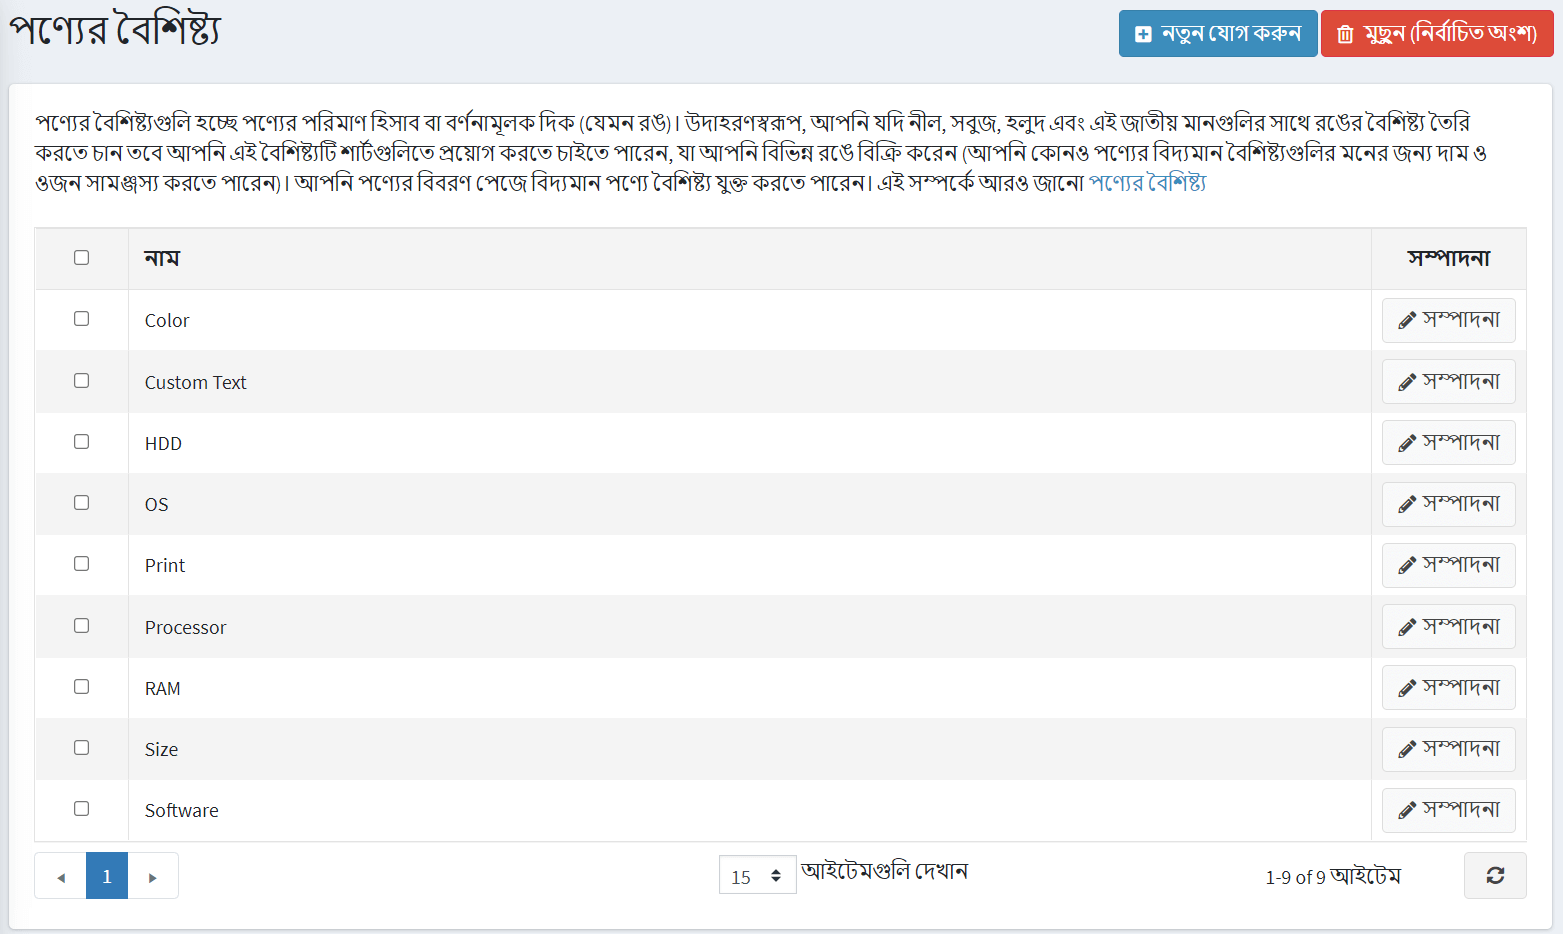 পণ্যের বৈশিষ্ট্য
নতুন যোগ করুন
মুছুন (নির্বাচিত অংশ)
পণ্যের বৈশিষ্ট্যগুলি হচ্ছে পণ্যের পরিমাণ হিসাব বা বর্ণনামূলক দিক (যেমন রঙ)। উদাহরণস্বরূপ, আপনি যদি নীল, সবুজ, হলুদ এবং এই জাতীয় মানগুলির সাথে রঙের বৈশিষ্ট্য তৈরি
করতে চান তবে আপনি এই বৈশিষ্ট্যটি শার্টগুলিতে প্রয়োগ করতে চাইতে পারেন, যা আপনি বিভিন্ন রঙে বিক্রি করেন (আপনি কোনও পণ্যের বিদ্যমান বৈশিষ্ট্যগুলির মনের জন্য দাম ও
ওজন সামঞ্জস্য করতে পারেন)। আপনি পণ্যের বিবরণ পেজে বিদ্যমান পণ্যে বৈশিষ্ট্য যুক্ত করতে পারেন। এই সম্পর্কে আরও জানো পণ্যের বৈশিষ্ট্য
নাম সম্পাদনা
Color সম্পাদনা
Custom Text সম্পাদনা
HDD সম্পাদনা
OS সম্পাদনা
Print সম্পাদনা
Processor সম্পাদনা
RAM সম্পাদনা
Size সম্পাদনা
Software সম্পাদনা
1 15 আইটেমগুলি দেখান 1-9 of 9 আইটেম